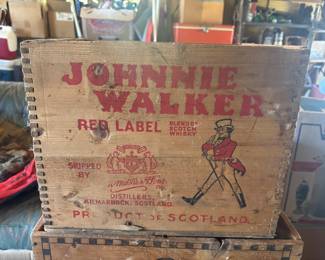 JOHNNIE
WALKER
RED LABEL
BLENDED
SCOTCH
WHISKY
SHIPPED
BY
DISTILLERS,
KILMARNOCK, SCOTLAND.
PRODUCT OF SCOTLAND